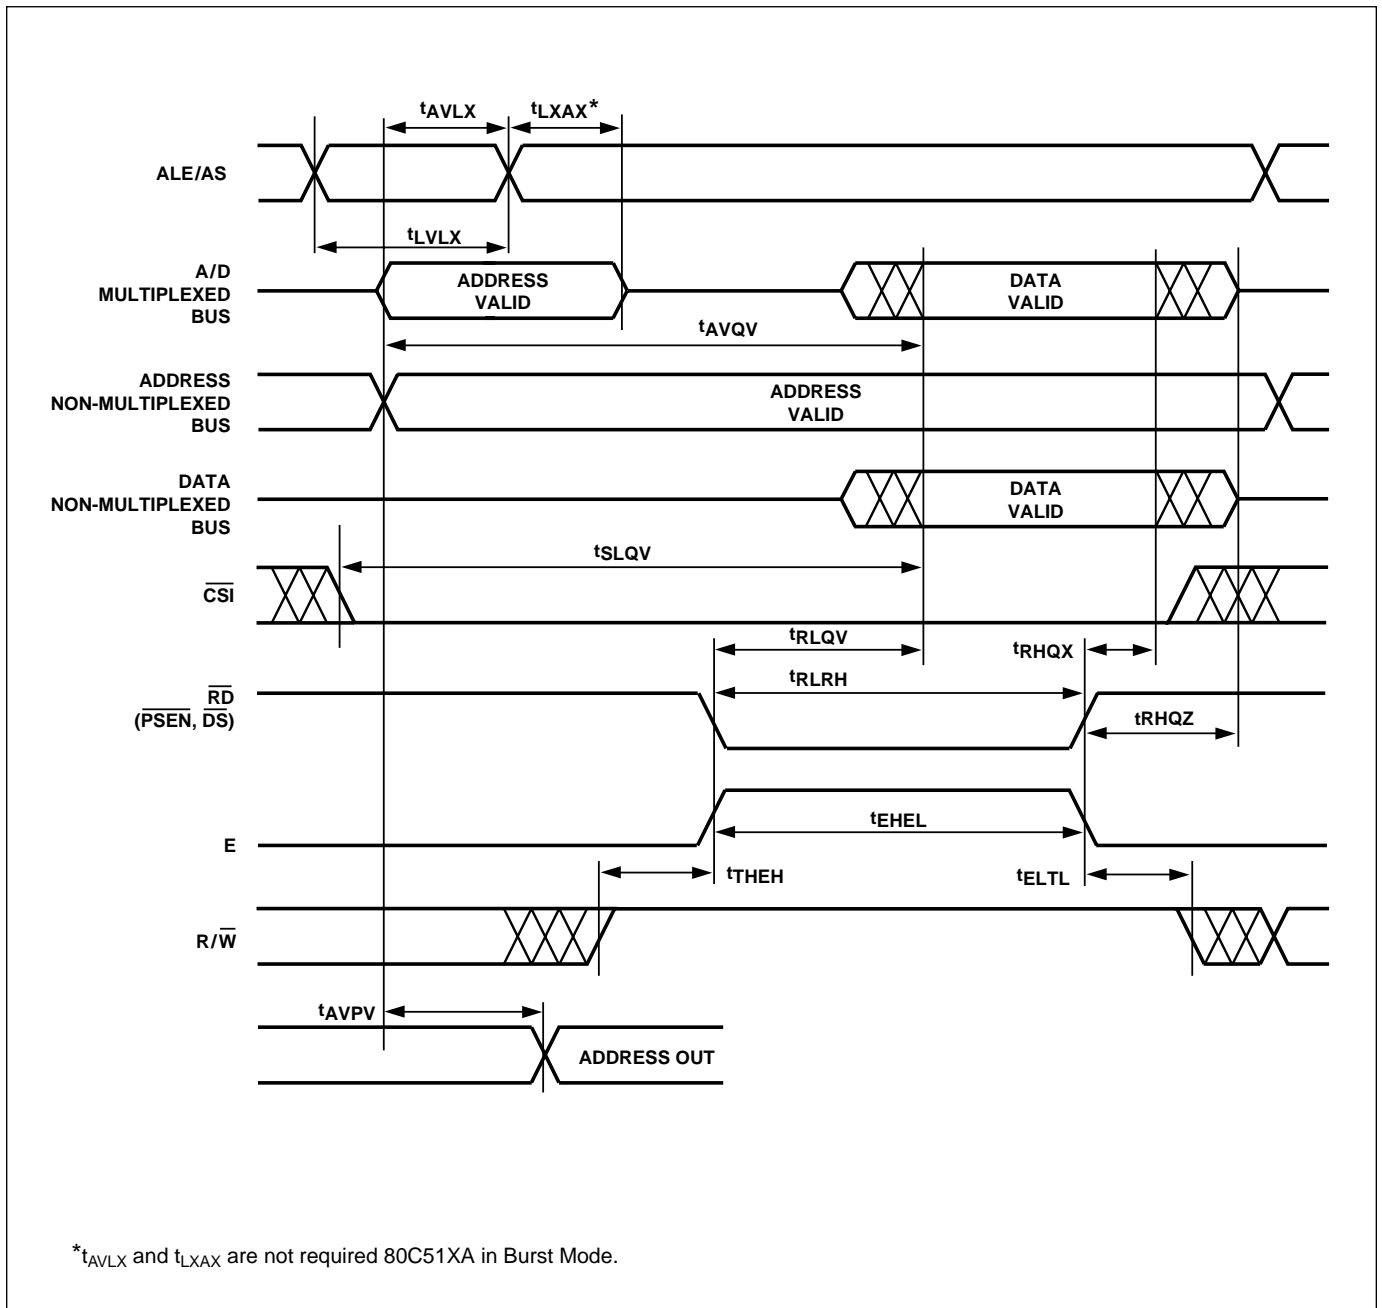 tAVLX tLXAX*
ALE/AS
tLVLX
A/D
MULTIPLEXED
BUS
ADDRESS
VALID
DATA
VALID
tAVQV
ADDRESS
NON-MULTIPLEXED
BUS
ADDRESS
VALID
DATA
NON-MULTIPLEXED
BUS
DATA
VALID
tSLQV
CSI
tRLQV
tRHQX
tRLRH
RD
(PSEN, DS)
tRHQZ
tEHEL
E
tTHEH
tELTL
R/W
tAVPV
ADDRESS OUT
*tAVLX and tLXAX are not required 80C51XA in Burst Mode.